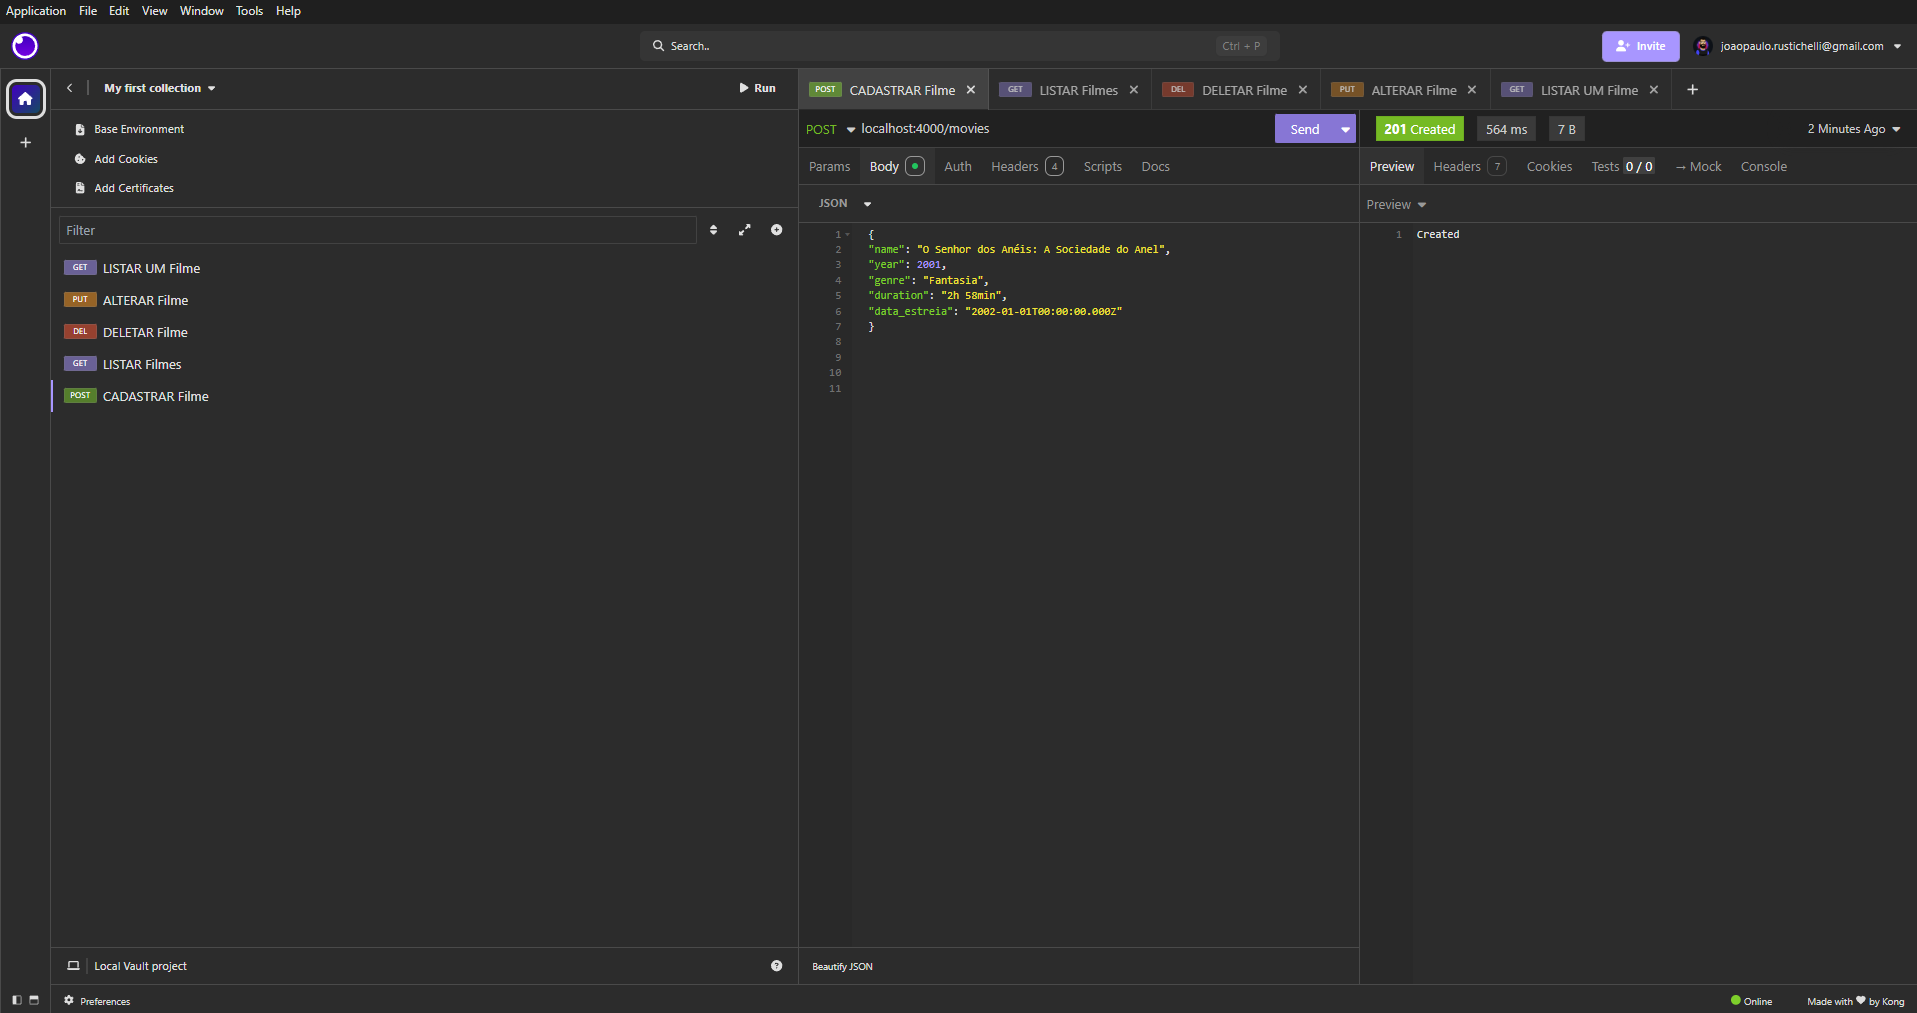 Application File Edit View Window Tools Help
Search.. Ctrl + P
Invite joaopaulo.rustichelli@gmail.com
My first collection Run
POST CADASTRAR Filme GET LISTAR Filmes DEL DELETAR Filme PUT ALTERAR Filme GET LISTAR UM Filme
Base Environment
Add Cookies
Add Certificates
Filter
GET LISTAR UM Filme
PUT ALTERAR Filme
DEL DELETAR Filme
GET LISTAR Filmes
POST CADASTRAR Filme
Local Vault project
Preferences
POST localhost:4000/movies Send
Params Body Auth Headers 4 Scripts Docs
JSON
1 {
2 "name": "O Senhor dos Anéis: A Sociedade do Anel",
3 "year": 2001,
4 "genre": "Fantasia",
5 "duration": "2h 58min",
6 "data_estreia": "2002-01-01T00:00:00.000Z"
7 }
8
9
10
11
Beautify JSON
201 Created 564 ms 7 B 2 Minutes Ago
Preview Headers 7 Cookies Tests 0 / 0 → Mock Console
Preview
1 Created
Online Made with ❤ by Kong